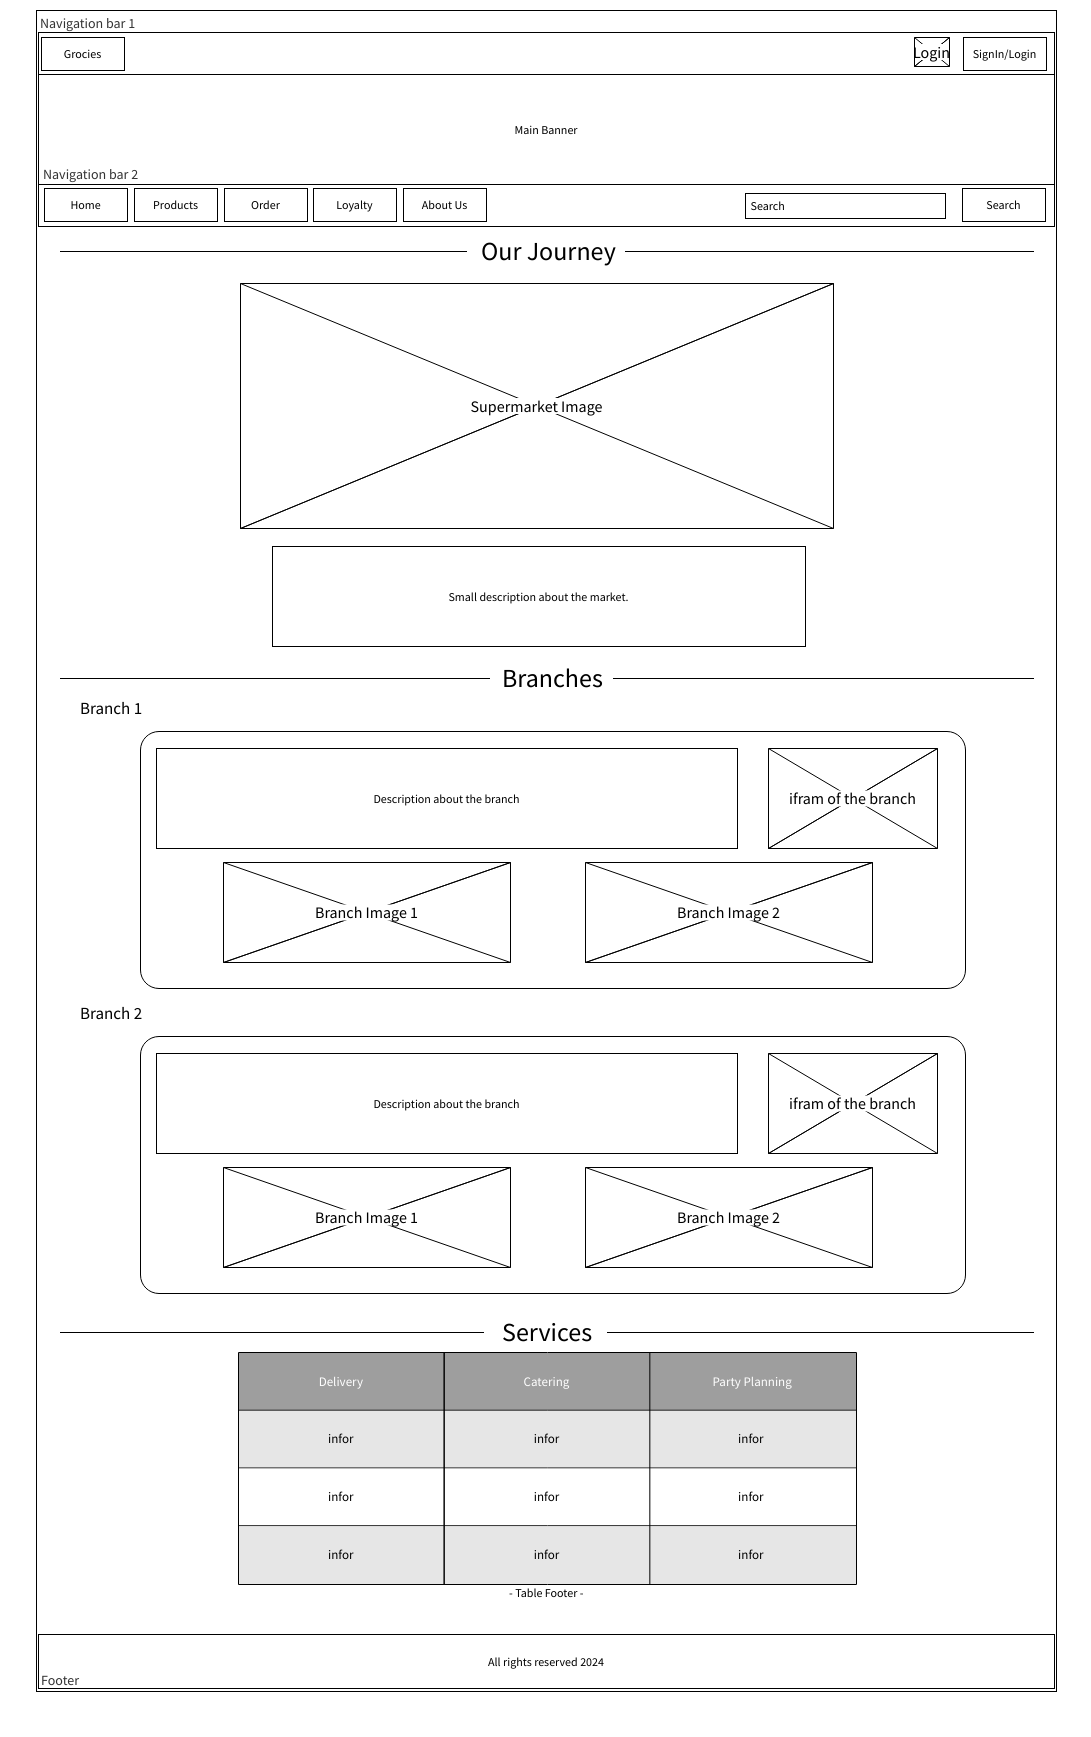 Navigation bar 1
Grocies
Login
SignIn/Login
Main Banner
Navigation bar 2
Home
Products
Order
Loyalty
About Us
Search
Search
Our Journey
Supermarket Image
Small description about the market.
Branches
Branch 1
Description about the branch
ifram of the branch
Branch Image 1
Branch Image 2
Branch 2
Description about the branch
ifram of the branch
Branch Image 1
Branch Image 2
Services
Delivery
Catering
Party Planning
infor
infor
infor
infor
infor
infor
infor
infor
infor
- Table Footer -
All rights reserved 2024
Footer